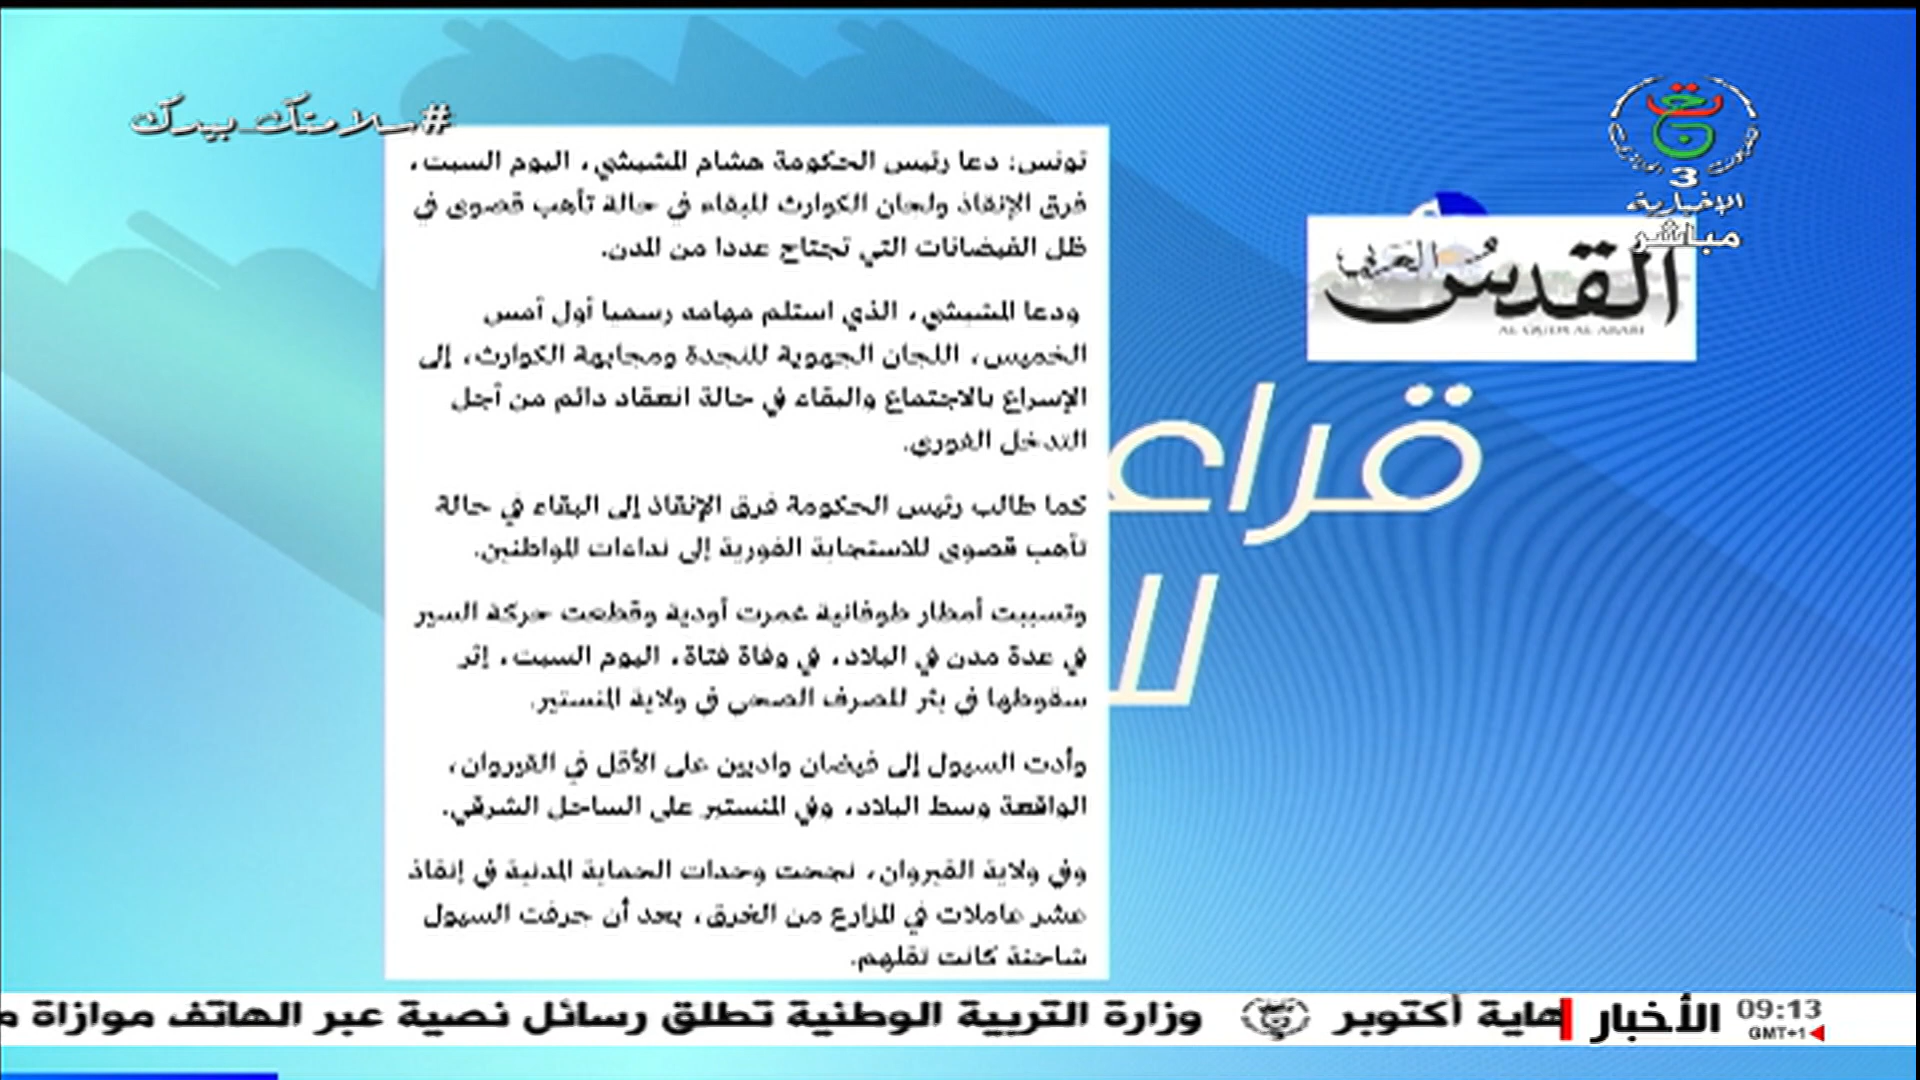 #سلامتك_بيدك
3
الإخبارية
مباشر
القدس العربي
AL-QUDS AL-ARABI
تونس: دعا رئيس الحكومة هشام المشيشي، اليوم السبت،
فرق الإنقاذ ولجان الكوارث للبقاء في حالة تأهب قصوى في
ظل الفيضانات التي تجتاح عددا من المدن.
ودعا المشيشي، الذي استلم مهامه رسميا أول أمس
الخميس، اللجان الجهوية للنجدة ومجابهة الكوارث، إلى
الإسراع بالاجتماع والبقاء في حالة انعقاد دائم من أجل
التدخل الفوري.
كما طالب رئيس الحكومة فرق الإنقاذ إلى البقاء في حالة
تأهب قصوى للاستجابة الفورية إلى نداءات المواطنين.
وتسببت أمطار طوفانية غمرت أودية وقطعت حركة السير
في عدة مدن في البلاد، في وفاة فتاة، اليوم السبت، إثر
سقوطها في بئر للصرف الصحي في ولاية المنستير.
وأدت السيول إلى فيضان واديين على الأقل في القيروان،
الواقعة وسط البلاد، وفي المنستير على الساحل الشرقي.
وفي ولاية القيروان، نجحت وحدات الحماية المدنية في إنقاذ
عشر عاملات في المزارع من الغرق، بعد أن جرفت السيول
شاحنة كانت تقلهم.
قراء
لل
09:13
GMT+1
الأخبار
هاية أكتوبر وزارة التربية الوطنية تطلق رسائل نصية عبر الهاتف موازاة م